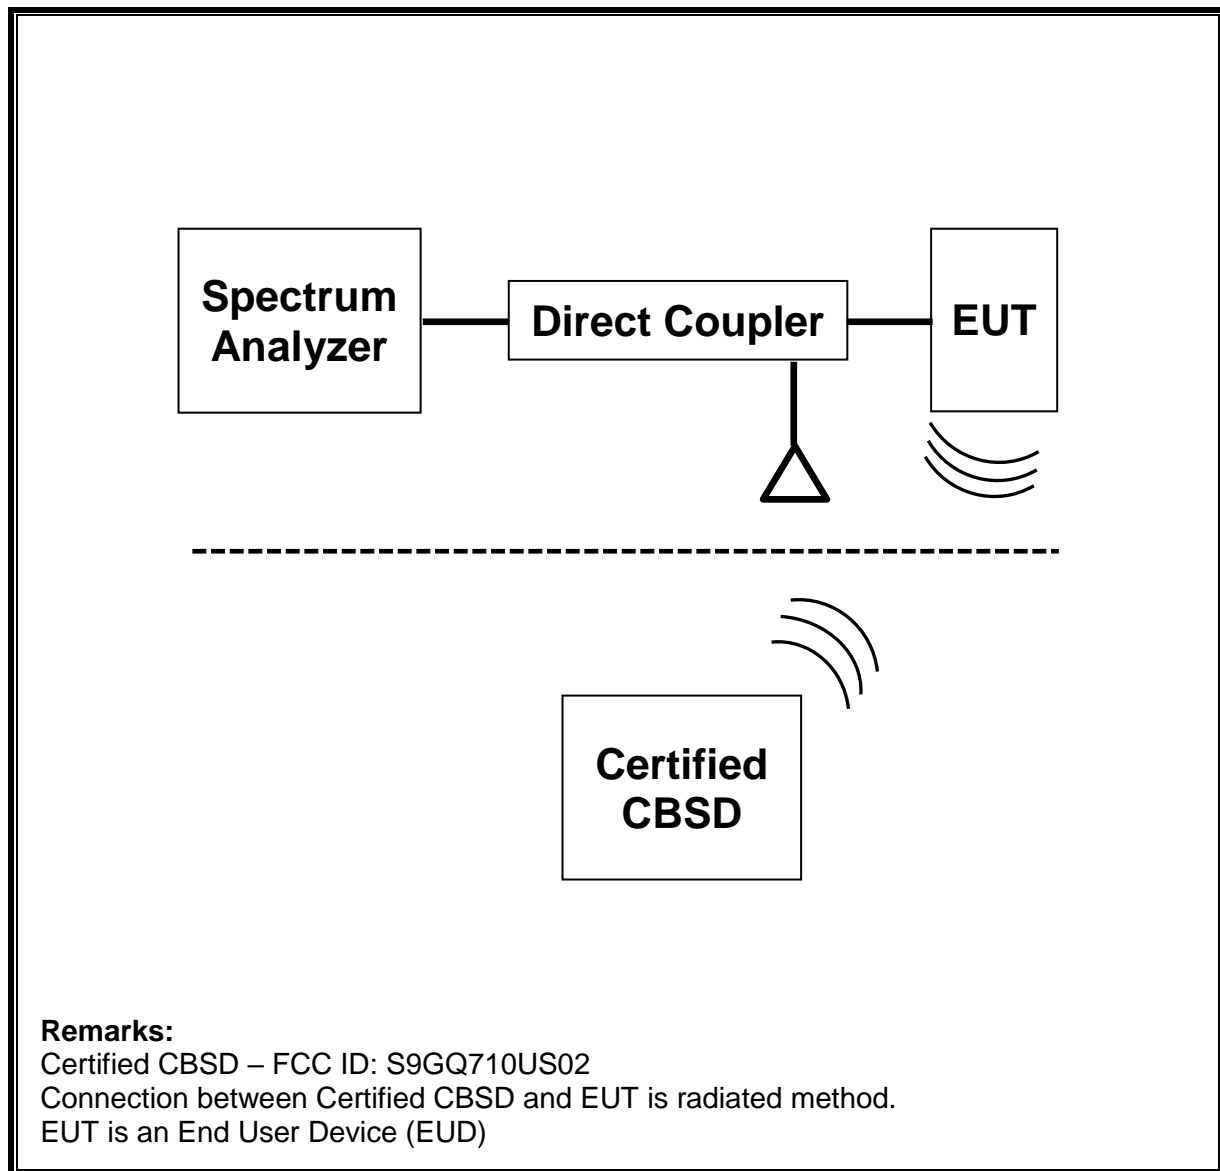 Spectrum
Analyzer
Direct Coupler
EUT
Certified
CBSD
Remarks:
Certified CBSD – FCC ID: S9GQ710US02
Connection between Certified CBSD and EUT is radiated method.
EUT is an End User Device (EUD)